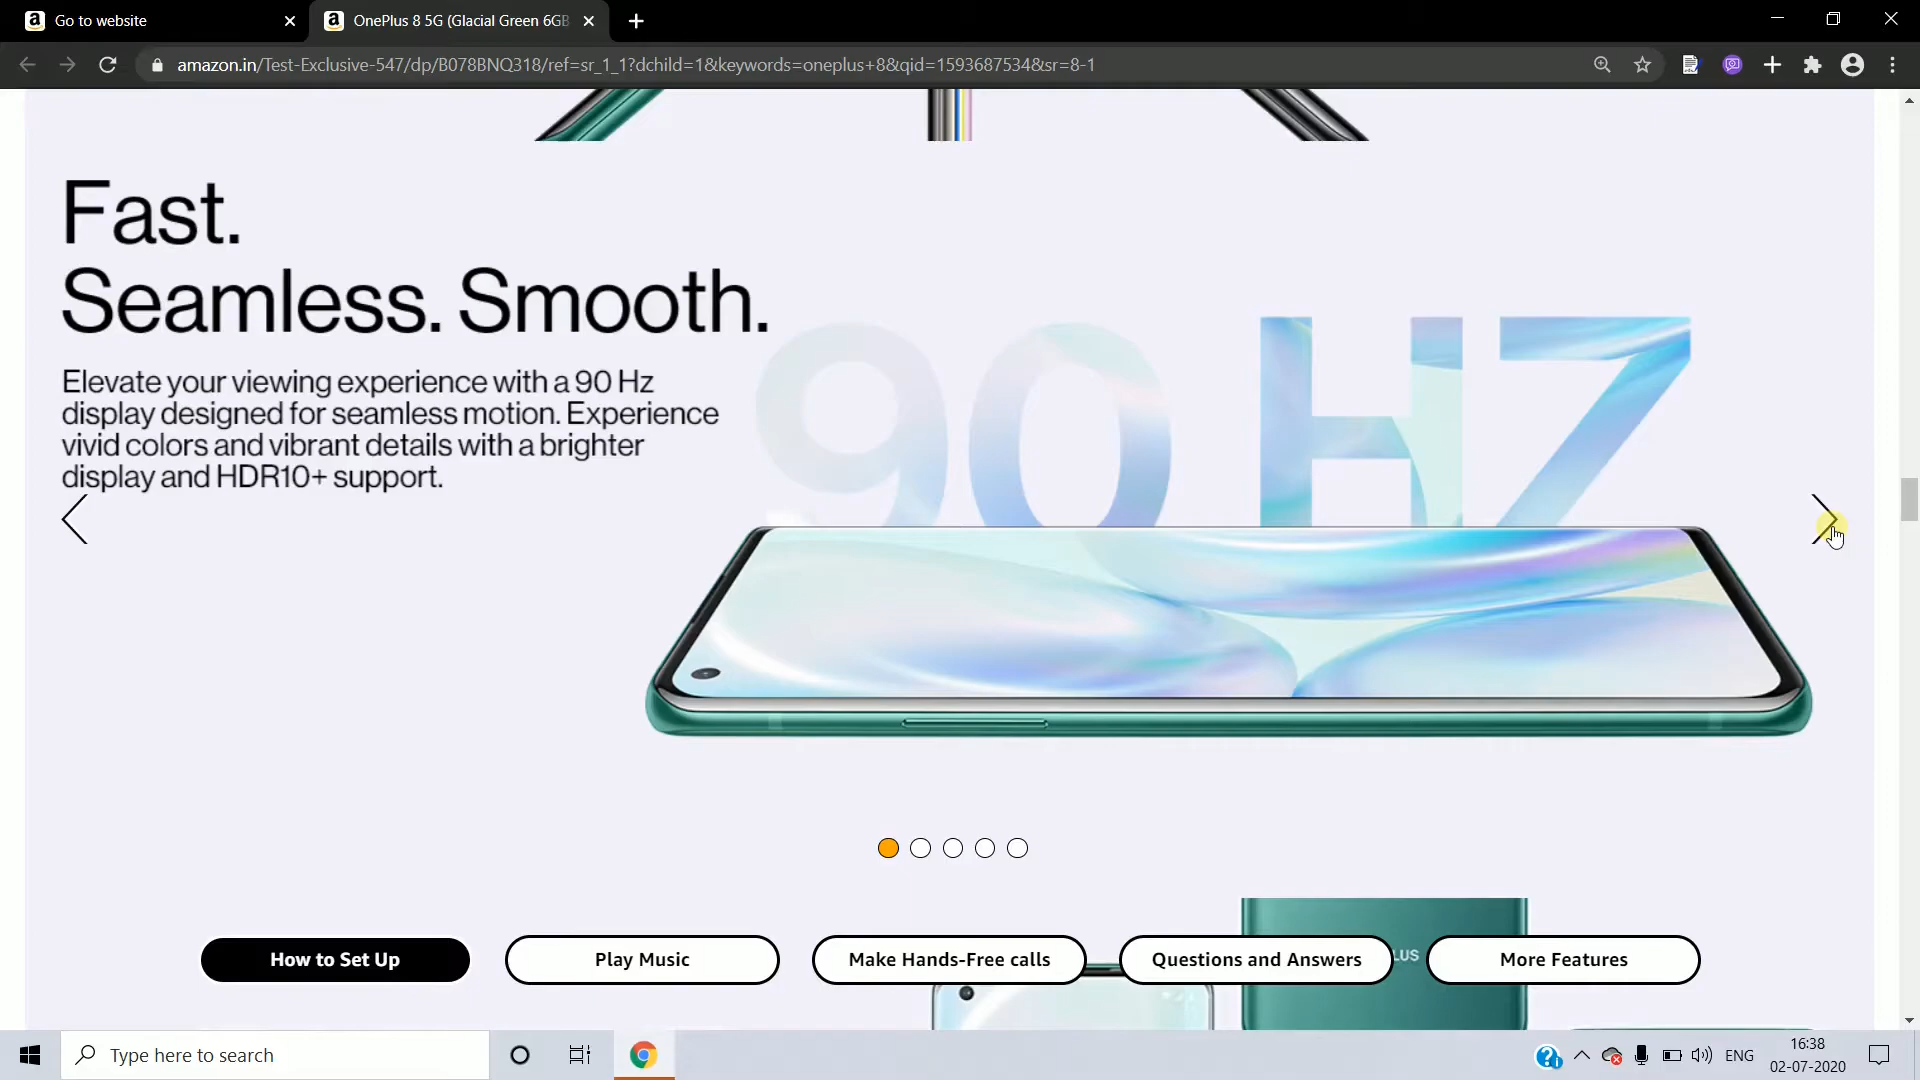 Go to website
OnePlus 8 5G (Glacial Green 6GB
amazon.in/Test-Exclusive-547/dp/B078BNQ318/ref=sr_1_1?dchild=1&keywords=oneplus+8&qid=1593687534&sr=8-1
Fast.
Seamless. Smooth.
Elevate your viewing experience with a 90 Hz
display designed for seamless motion. Experience
vivid colors and vibrant details with a brighter
display and HDR10+ support.
90 HZ
How to Set Up
Play Music
Make Hands-Free calls
Questions and Answers
LUS
More Features
Type here to search
ENG
16:38
02-07-2020